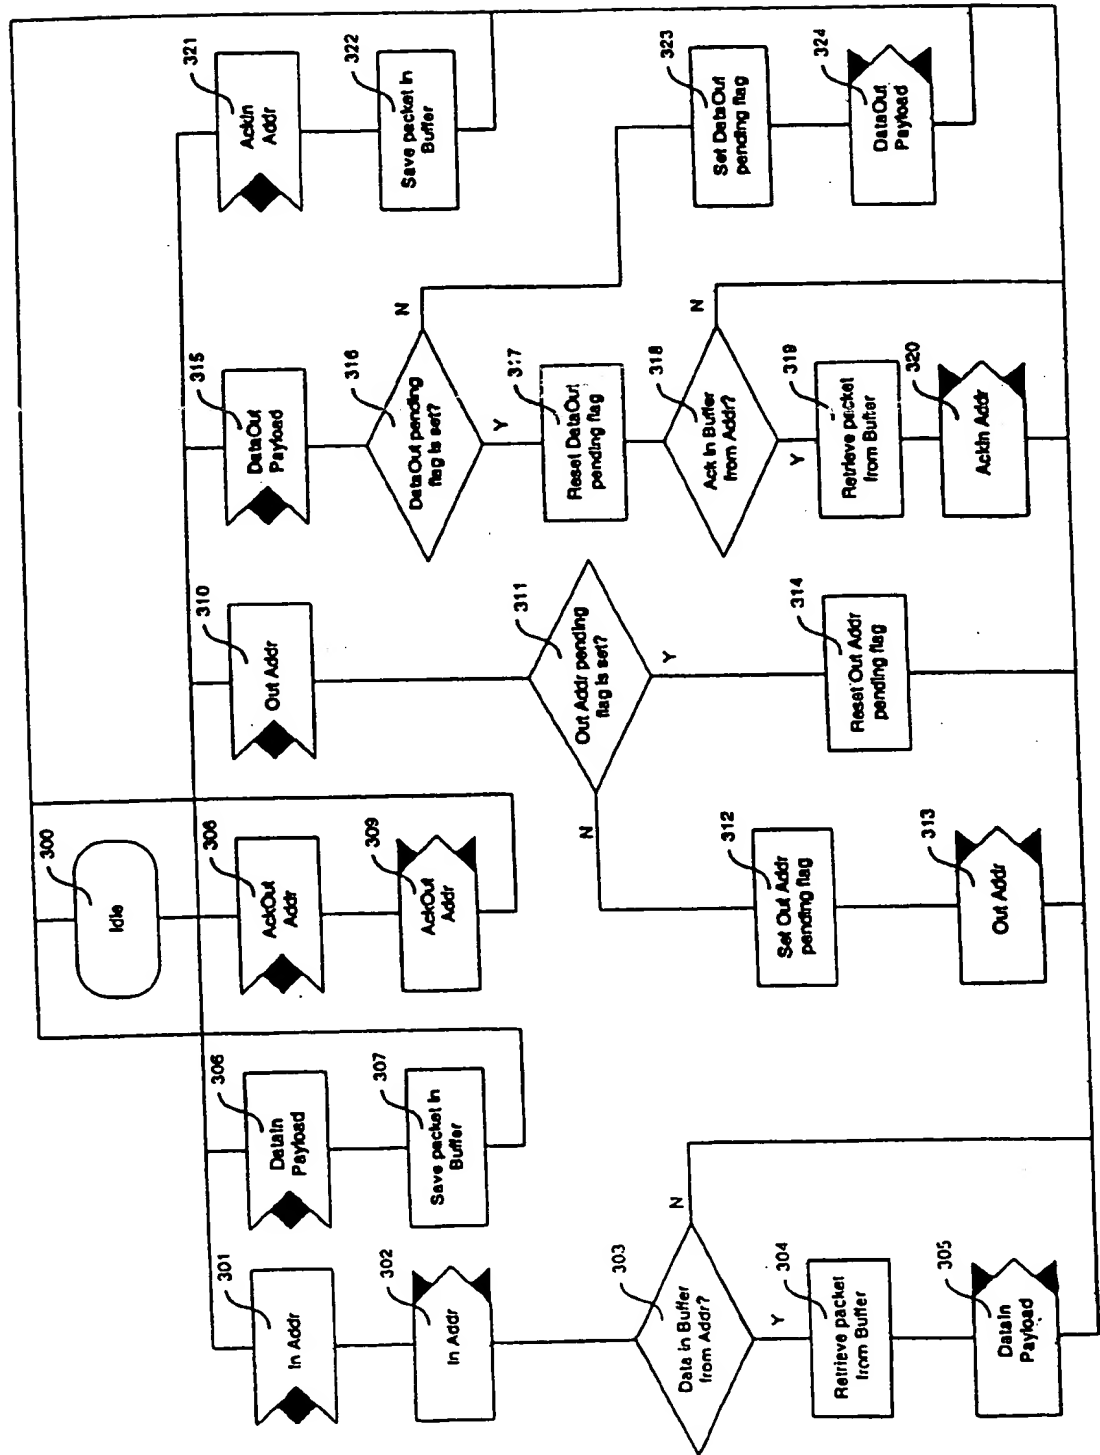 300
Idle
301
In Addr
302
In Addr
303
Data in Buffer
from Addr?
N
Y
304
Retrieve packet
from Buffer
305
DataIn
Payload
306
DataIn
Payload
307
Save packet in
Buffer
308
AckOut
Addr
309
AckOut
Addr
310
Out Addr
311
Out Addr pending
flag is set?
N
Y
312
Set Out Addr
pending flag
313
Out Addr
314
Reset Out Addr
pending flag
315
DataOut
Payload
316
DataOut pending
flag is set?
N
Y
317
Reset DataOut
pending flag
318
Ack in Buffer
from Addr?
N
Y
319
Retrieve packet
from Buffer
320
AckIn Addr
321
AckIn
Addr
322
Save packet in
Buffer
323
Set DataOut
pending flag
324
DataOut
Payload